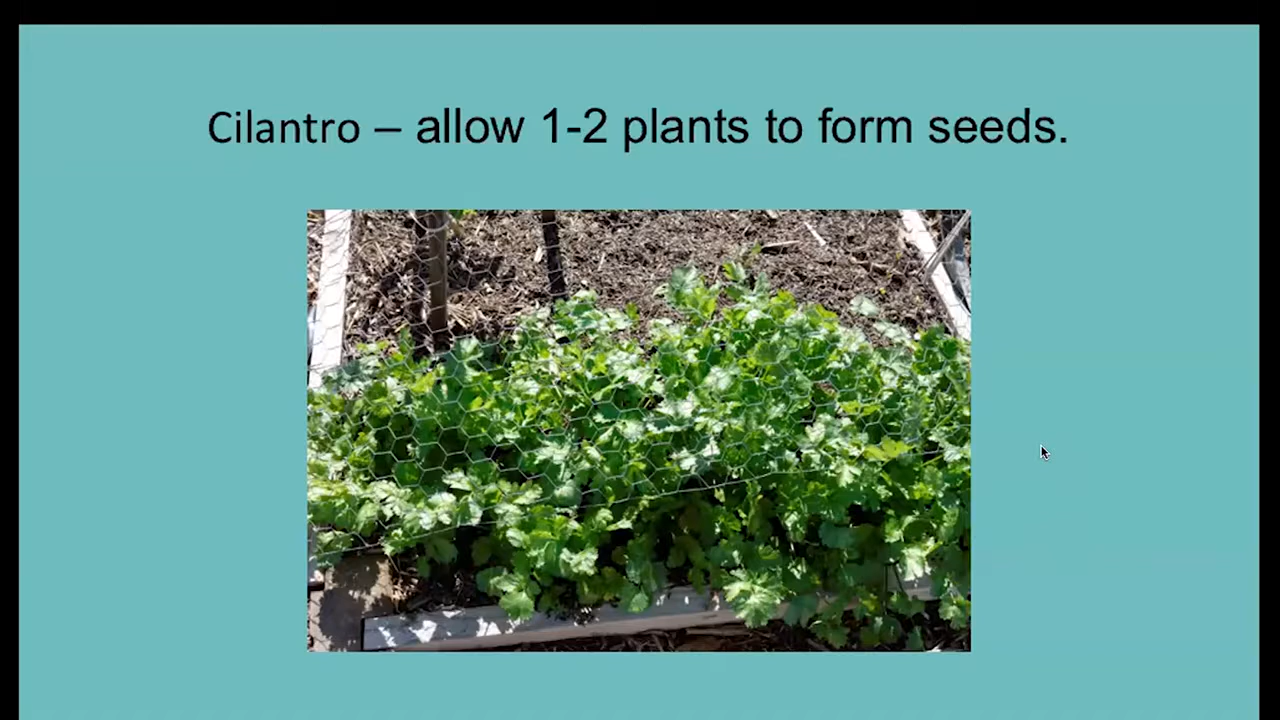 Cilantro – allow 1-2 plants to form seeds.